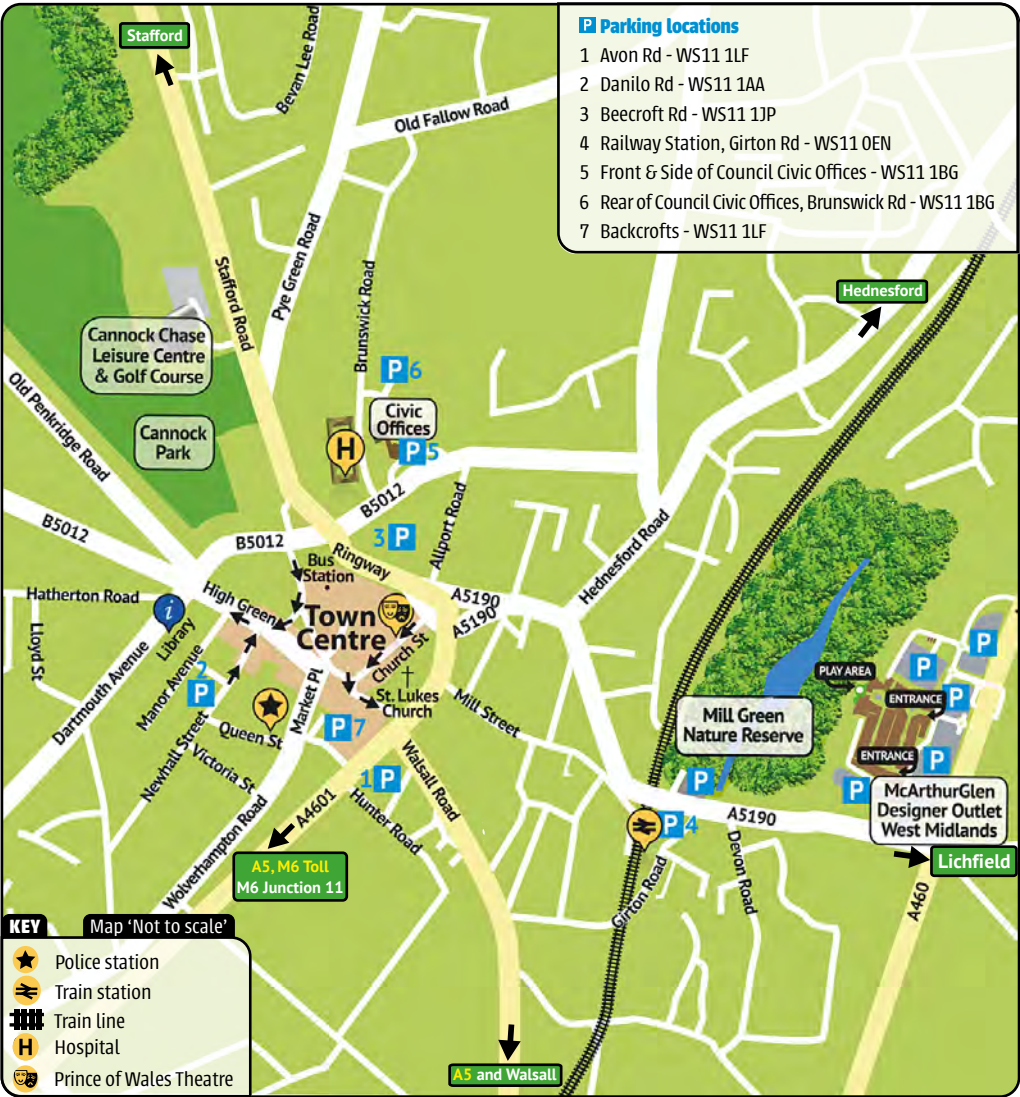 P Parking locations
1 Avon Rd - WS11 1LF
2 Danilo Rd - WS11 1AA
3 Beecroft Rd - WS11 1JP
4 Railway Station, Girton Rd - WS11 0EN
5 Front & Side of Council Civic Offices - WS11 1BG
6 Rear of Council Civic Offices, Brunswick Rd - WS11 1BG
7 Backcrofts - WS11 1LF
Stafford
Bevan Lee Road
Old Fallow Road
Stafford Road
Pye Green Road
Brunswick Road
Hednesford
Cannock Chase
Leisure Centre
& Golf Course
Old Penkridge Road
P 6
Cannock
Park
Civic
Offices
H
P 5
B5012
B5012
B5012
Allport Road
3 P
Ringway
Bus
Station
Hednesford Road
Hatherton Road
High Green
Town
Centre
A5190
A5190
i
Library
Lloyd St
Church St
Dartmouth Avenue
Manor Avenue
2
P
Market Pl
St. Lukes
Church
Mill Street
PLAY AREA
P
P
P
ENTRANCE
Mill Green
Nature Reserve
Newhall Street
Queen St
P 7
Victoria St
Walsall Road
ENTRANCE
P
1 P
P
P
Hunter Road
McArthurGlen
Designer Outlet
West Midlands
A4601
A5190
P 4
Wolverhampton Road
Devon Road
Girton Road
Lichfield
A5, M6 Toll
M6 Junction 11
A460
KEY
Map ‘Not to scale’
Police station
Train station
Train line
H Hospital
Prince of Wales Theatre
A5 and Walsall